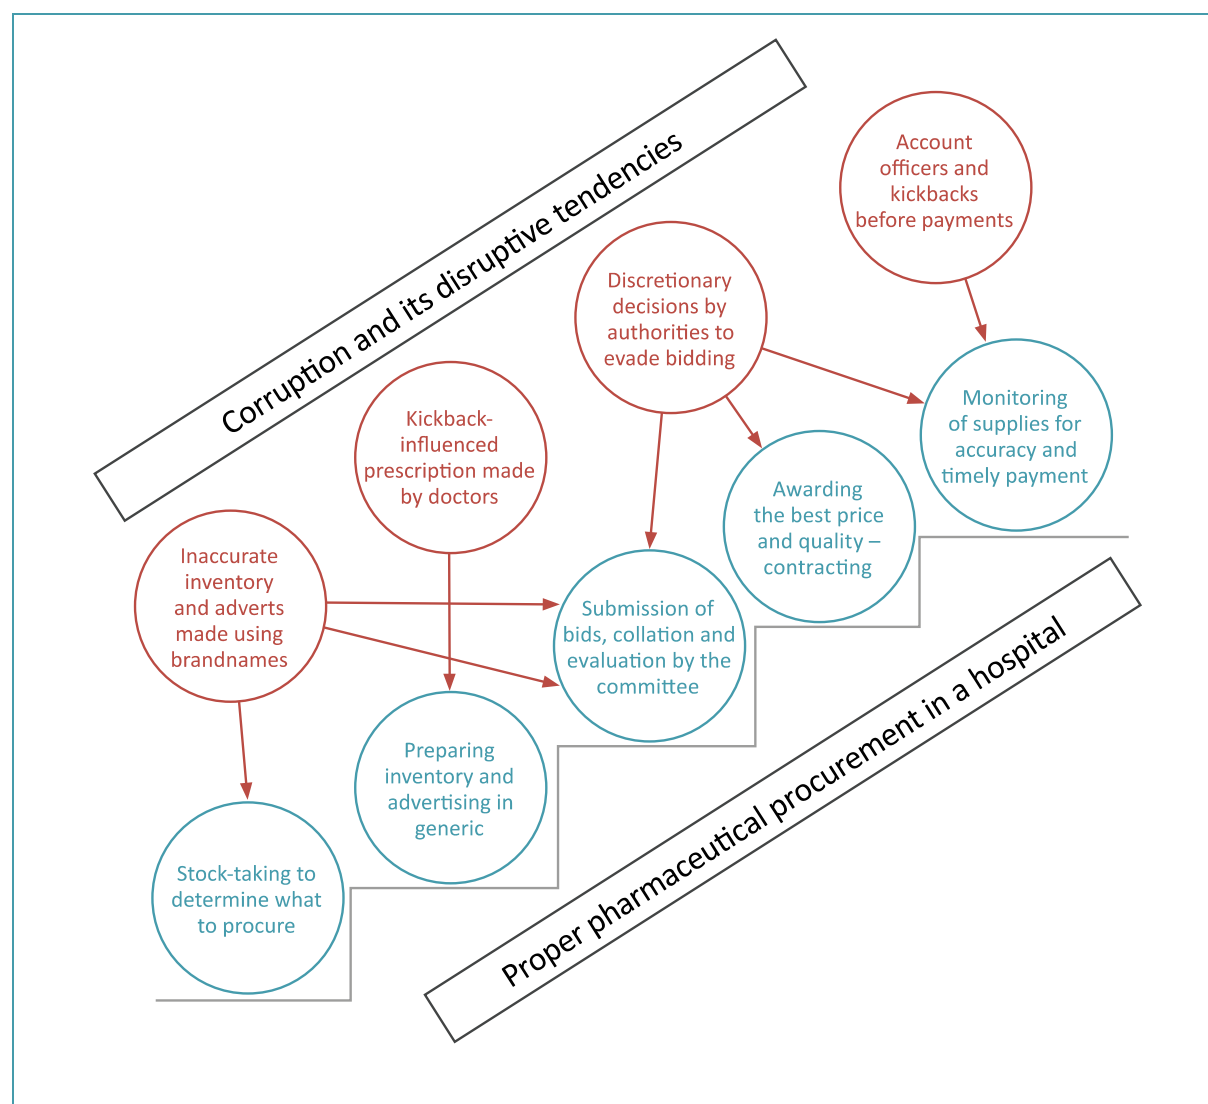 Corruption and its disruptive tendencies
Account
officers and
kickbacks
before payments
Discretionary
decisions by
authorities to
evade bidding
Kickback-
influenced
prescription made
by doctors
Inaccurate
inventory
and adverts
made using
brandnames
Monitoring
of supplies for
accuracy and
timely payment
Awarding
the best price
and quality –
contracting
Submission of
bids, collation and
evaluation by the
committee
Preparing
inventory and
advertising in
generic
Stock-taking to
determine what
to procure
Proper pharmaceutical procurement in a hospital